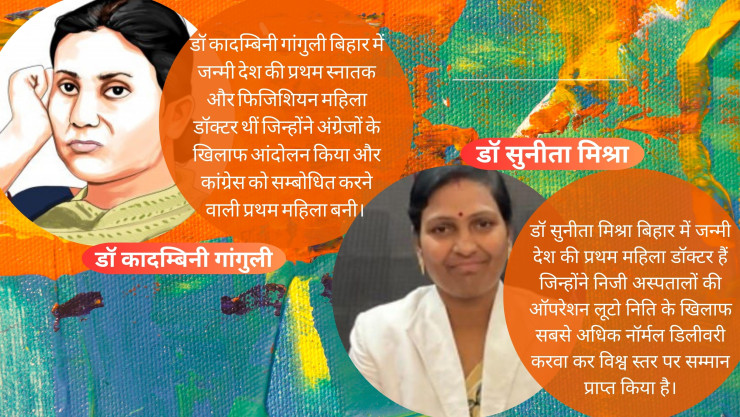 डॉ कादम्बिनी गांगुली बिहार में
जन्मी देश की प्रथम स्नातक
और फिजिशियन महिला
डॉक्टर थीं जिन्होंने अंग्रेजों के
खिलाफ आंदोलन किया और
कांग्रेस को सम्बोधित करने
वाली प्रथम महिला बनी।
डॉ कादम्बिनी गांगुली
डॉ सुनीता मिश्रा
डॉ सुनीता मिश्रा बिहार में जन्मी
देश की प्रथम महिला डॉक्टर हैं
जिन्होंने निजी अस्पतालों की
ऑपरेशन लूटो निति के खिलाफ
सबसे अधिक नॉर्मल डिलीवरी
करवा कर विश्व स्तर पर सम्मान
प्राप्त किया है।